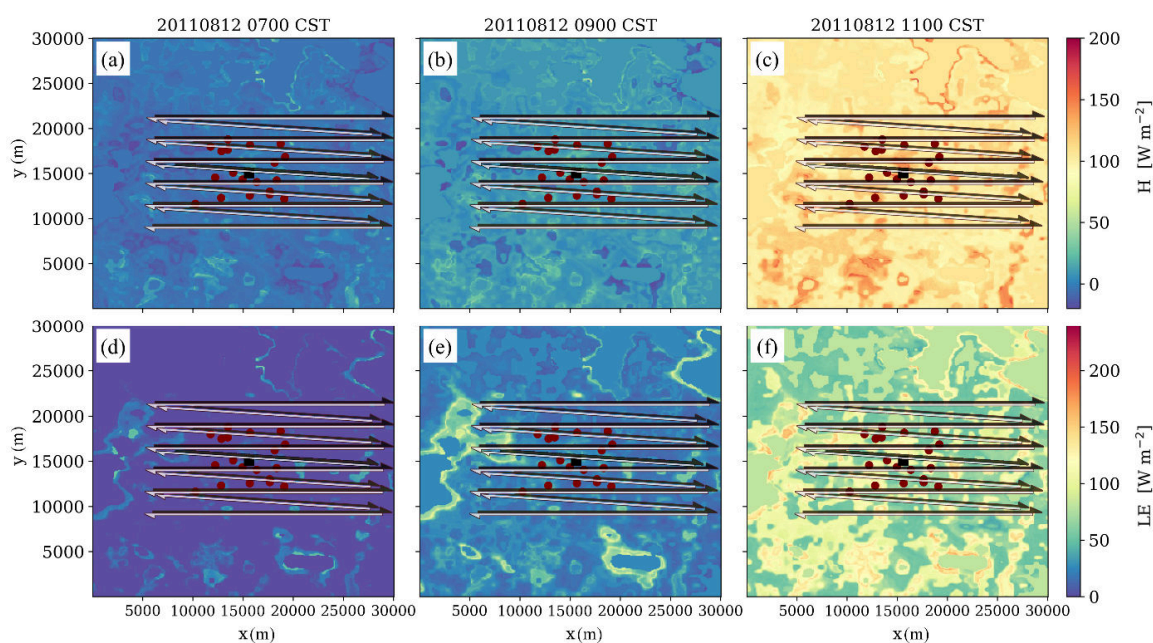 20110812 0700 CST 20110812 0900 CST 20110812 1100 CST
30000 (a) (b) (c) 200
25000
20000 150
y (m) 15000 100 H [W m−2]
10000 50
5000 0
30000 (d) (e) (f)
25000 200
20000 150
y (m) 15000 100 LE [W m−2]
10000 50
5000
0
5000 10000 15000 20000 25000 30000 5000 10000 15000 20000 25000 30000 5000 10000 15000 20000 25000 30000
x (m) x (m) x (m)